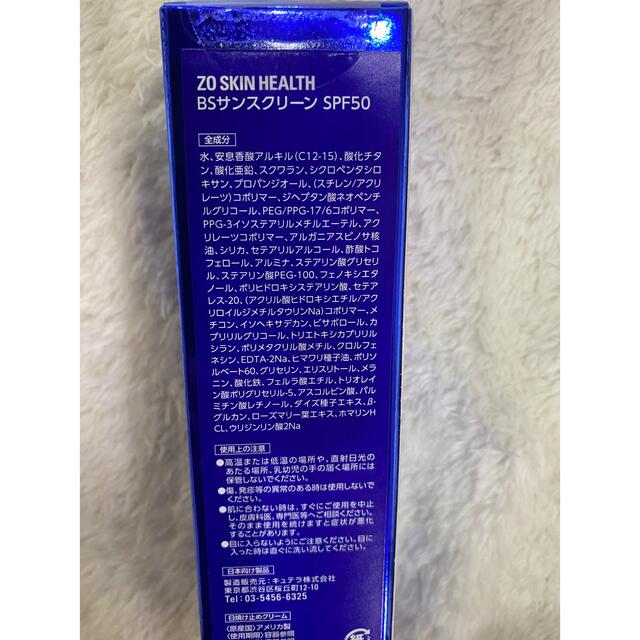 ZO SKIN HEALTH
BSサンスクリーン SPF50
全成分
水、安息香酸アルキル(C12-15)、酸化チタ
ン、酸化亜鉛、スクワラン、シクロペンタシロ
キサン、プロパンジオール、(スチレン/アクリ
レーツ)コポリマー、ジヘプタン酸ネオペンチ
ルグリコール、PEG/PPG-17/6コポリマー、
PPG-3イソステアリルメチルエーテル、アク
リレーツコポリマー、アルガニアスピノサ核
油、シリカ、セテアリルアルコール、酢酸トコ
フェロール、アルミナ、ステアリン酸グリセリ
ル、ステアリン酸PEG-100、フェノキシエタ
ノール、ポリヒドロキシステアリン酸、セテア
レス-20、(アクリル酸ヒドロキシエチル/アク
リロイルジメチルタウリンNa)コポリマー、メ
チコン、イソヘキサデカン、ビサボロール、カ
プリリルグリコール、トリエトキシカプリリル
シラン、ポリメタクリル酸メチル、クロルフェ
ネシン、EDTA-2Na、ヒマワリ種子油、ポリソ
ルベート60、グリセリン、エリスリトール、メラニ
ン、酸化鉄、フェルラ酸エチル、トリオレイ
ン酸ポリグリセリル-5、アスコルビン酸、パル
ミチン酸レチノール、ダイズ種子エキス、β-
グルカン、ローズマリー葉エキス、ホマリンH
CL、ウリジンリン酸2Na
使用上の注意
●高温または低温の場所や、直射日光の
あたる場所、乳幼児の手の届く場所には
保管しないでください。
●傷、発疹等の異常のある時は使用しないで
ください。
●肌に合わない時は、すぐにご使用を中止
し、皮膚科医、専門医等へご相談ください。
そのまま使用を続けますと症状が悪化
することがあります。
●目に入らないようにご注意ください。目に
入った時は直ぐに洗い流してください。
日本向け製品
製造販売元:キュテラ株式会社
東京都渋谷区桜丘町12-10
Tel:03-5456-6325
日焼け止めクリーム
〈原産国〉アメリカ製
〈使用期限〉容器参照
紙